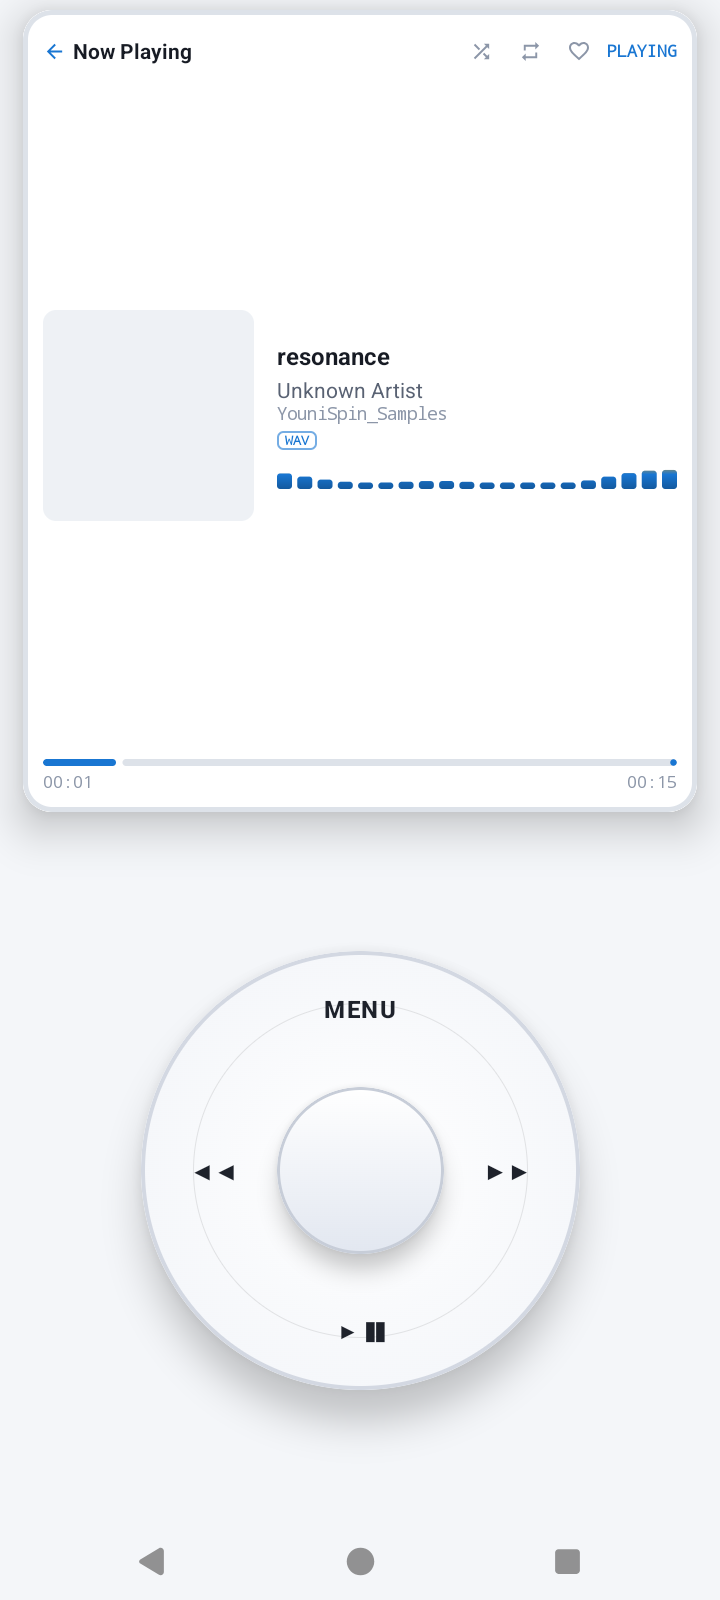 Now Playing
PLAYING
resonance
Unknown Artist
YouniSpin_Samples
WAV
00:01
00:15
MENU